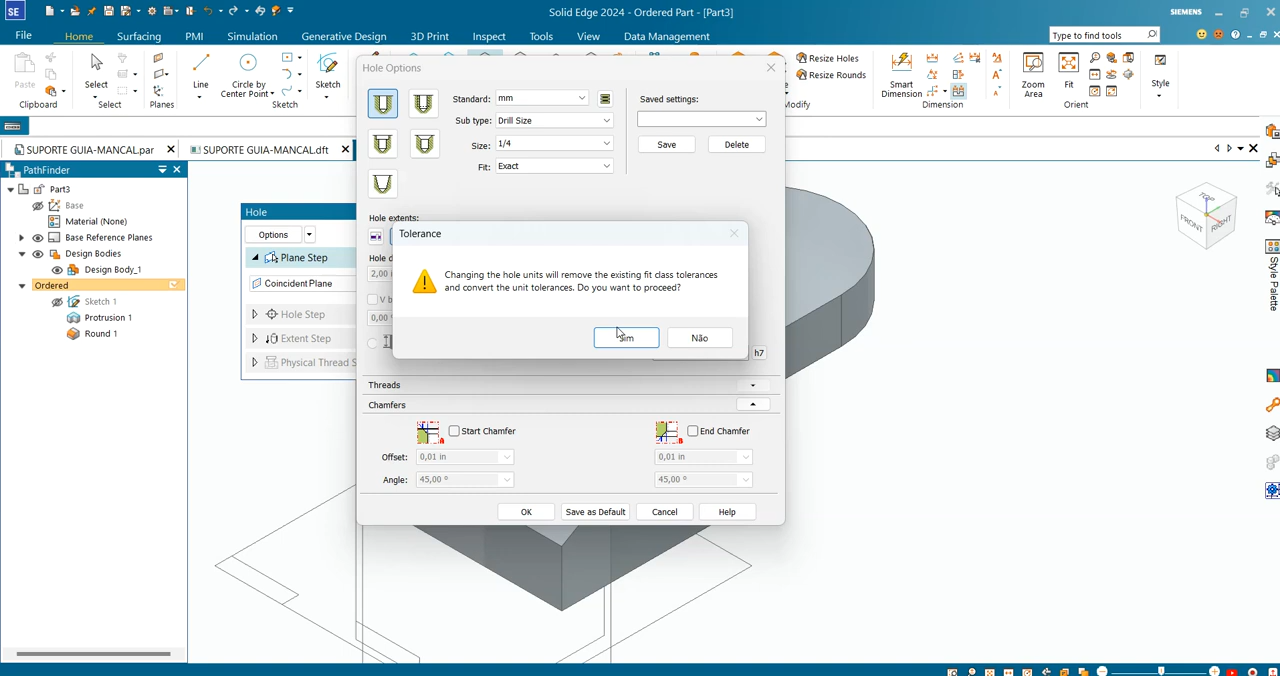 SE
Solid Edge 2024 - Ordered Part - [Part3]
SIEMENS
File
Home
Surfacing
PMI
Simulation
Generative Design
3D Print
Inspect
Tools
View
Data Management
Type to find tools
Paste
Clipboard
Select
Select
Planes
Line
Circle by
Center Point
Sketch
Sketch
Resize Holes
Resize Rounds
Modify
Smart
Dimension
Dimension
Zoom
Area
Fit
Orient
Style
SUPORTE GUIA-MANCAL.par
SUPORTE GUIA-MANCAL.dft
PathFinder
Part3
Base
Material (None)
Base Reference Planes
Design Bodies
Design Body_1
Ordered
Sketch 1
Protrusion 1
Round 1
Hole
Options
Plane Step
Coincident Plane
Hole Step
Extent Step
Physical Thread S
Hole Options
Standard:
mm
Sub type:
Drill Size
Size:
1/4
Fit:
Exact
Saved settings:
Save
Delete
Hole extents:
Hole d
2,00
V b
0,00 °
h7
Tolerance
Changing the hole units will remove the existing fit class tolerances
and convert the unit tolerances. Do you want to proceed?
Sim
Não
Threads
Chamfers
Start Chamfer
End Chamfer
Offset:
0,01 in
0,01 in
Angle:
45,00 °
45,00 °
OK
Save as Default
Cancel
Help
TOP
FRONT
RIGHT
Style Palette